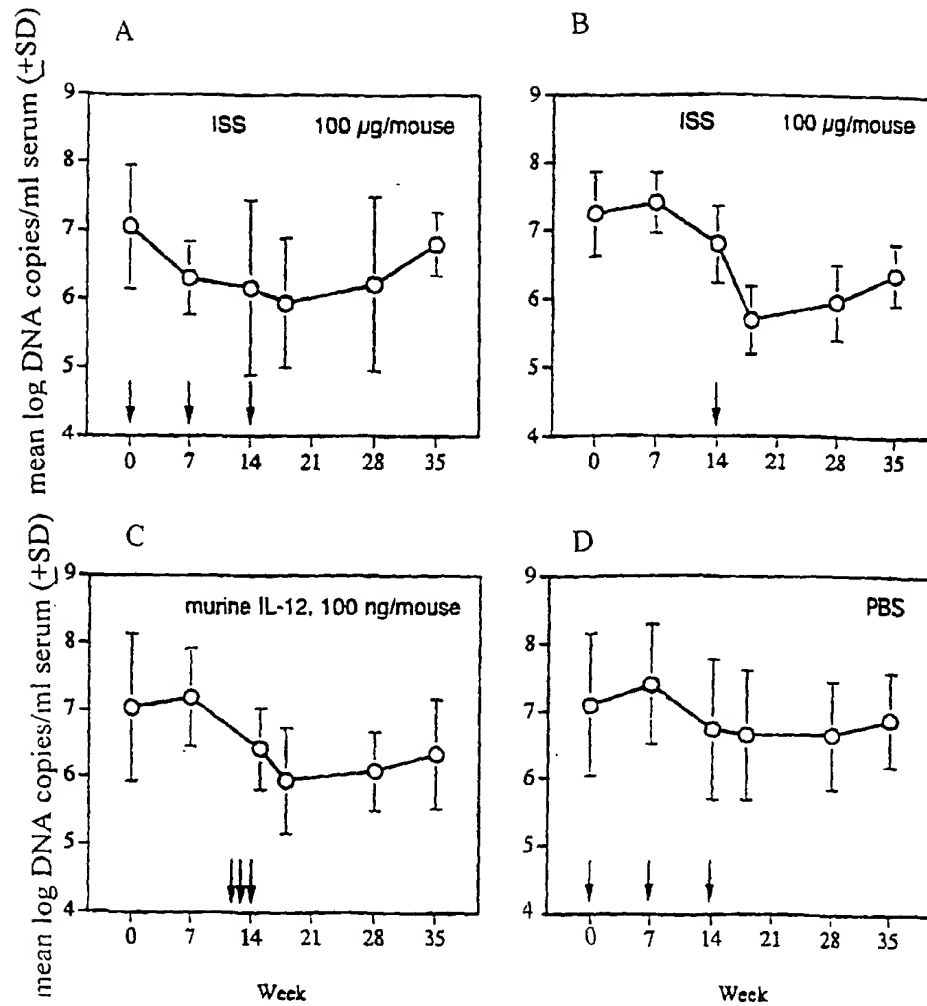 A
mean log DNA copies/ml serum (±SD)
ISS 100 µg/mouse
9
8
7
6
5
4
0 7 14 21 28 35
B
ISS 100 µg/mouse
9
8
7
6
5
4
0 7 14 21 28 35
C
mean log DNA copies/ml serum (±SD)
murine IL-12, 100 ng/mouse
9
8
7
6
5
4
0 7 14 21 28 35
Week
D
PBS
9
8
7
6
5
4
0 7 14 21 28 35
Week